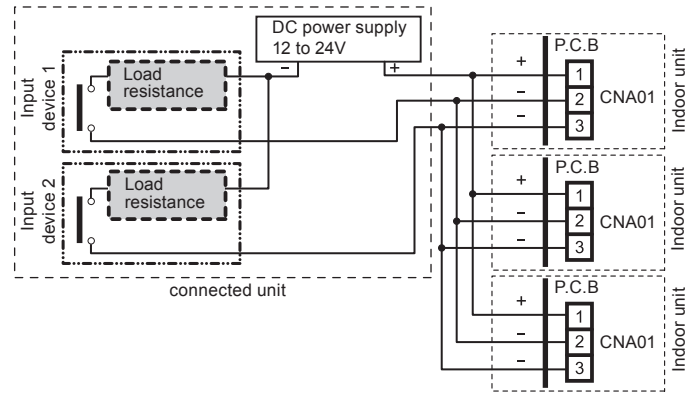 DC power supply
12 to 24V
−
+
Input
device 1
Load
resistance
Input
device 2
Load
resistance
connected unit
P.C.B
+
−
−
1
2
3
CNA01
Indoor unit
P.C.B
+
−
−
1
2
3
CNA01
Indoor unit
P.C.B
+
−
−
1
2
3
CNA01
Indoor unit